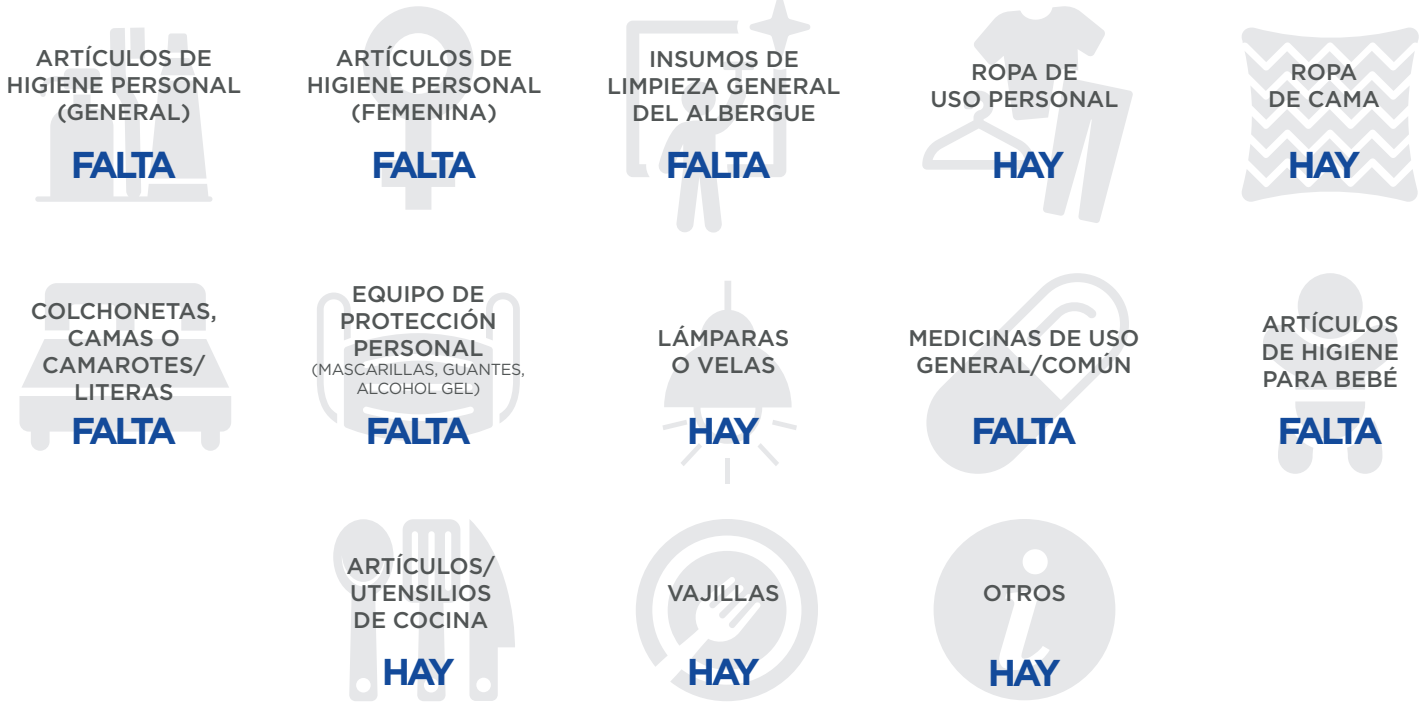 ARTÍCULOS DE
HIGIENE PERSONAL
(GENERAL)
FALTA
ARTÍCULOS DE
HIGIENE PERSONAL
(FEMENINA)
FALTA
INSUMOS DE
LIMPIEZA GENERAL
DEL ALBERGUE
FALTA
ROPA DE
USO PERSONAL
HAY
ROPA
DE CAMA
HAY
COLCHONETAS,
CAMAS O
CAMAROTES/
LITERAS
FALTA
EQUIPO DE
PROTECCIÓN
PERSONAL
(MASCARILLAS, GUANTES,
ALCOHOL GEL)
FALTA
LÁMPARAS
O VELAS
HAY
MEDICINAS DE USO
GENERAL/COMÚN
FALTA
ARTÍCULOS
DE HIGIENE
PARA BEBÉ
FALTA
ARTÍCULOS/
UTENSILIOS
DE COCINA
HAY
VAJILLAS
HAY
OTROS
HAY